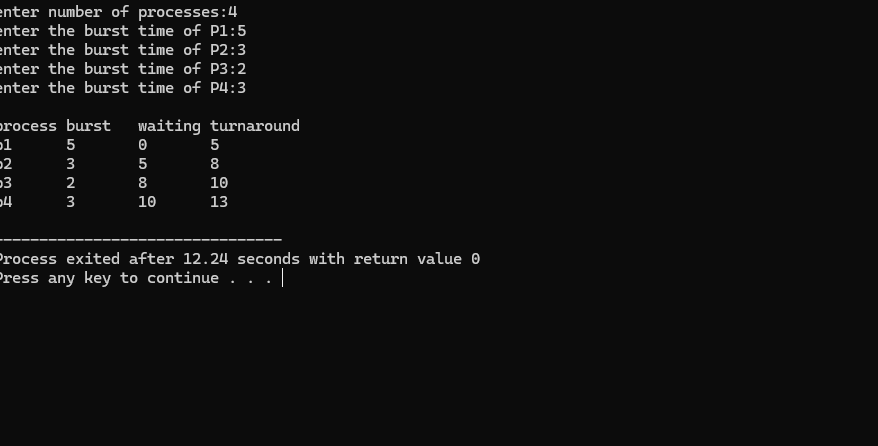 enter number of processes:4
enter the burst time of P1:5
enter the burst time of P2:3
enter the burst time of P3:2
enter the burst time of P4:3
process burst   waiting turnaround
p1      5       0       5
p2      3       5       8
p3      2       8       10
p4      3       10      13
--------------------------------
Process exited after 12.24 seconds with return value 0
Press any key to continue . . .